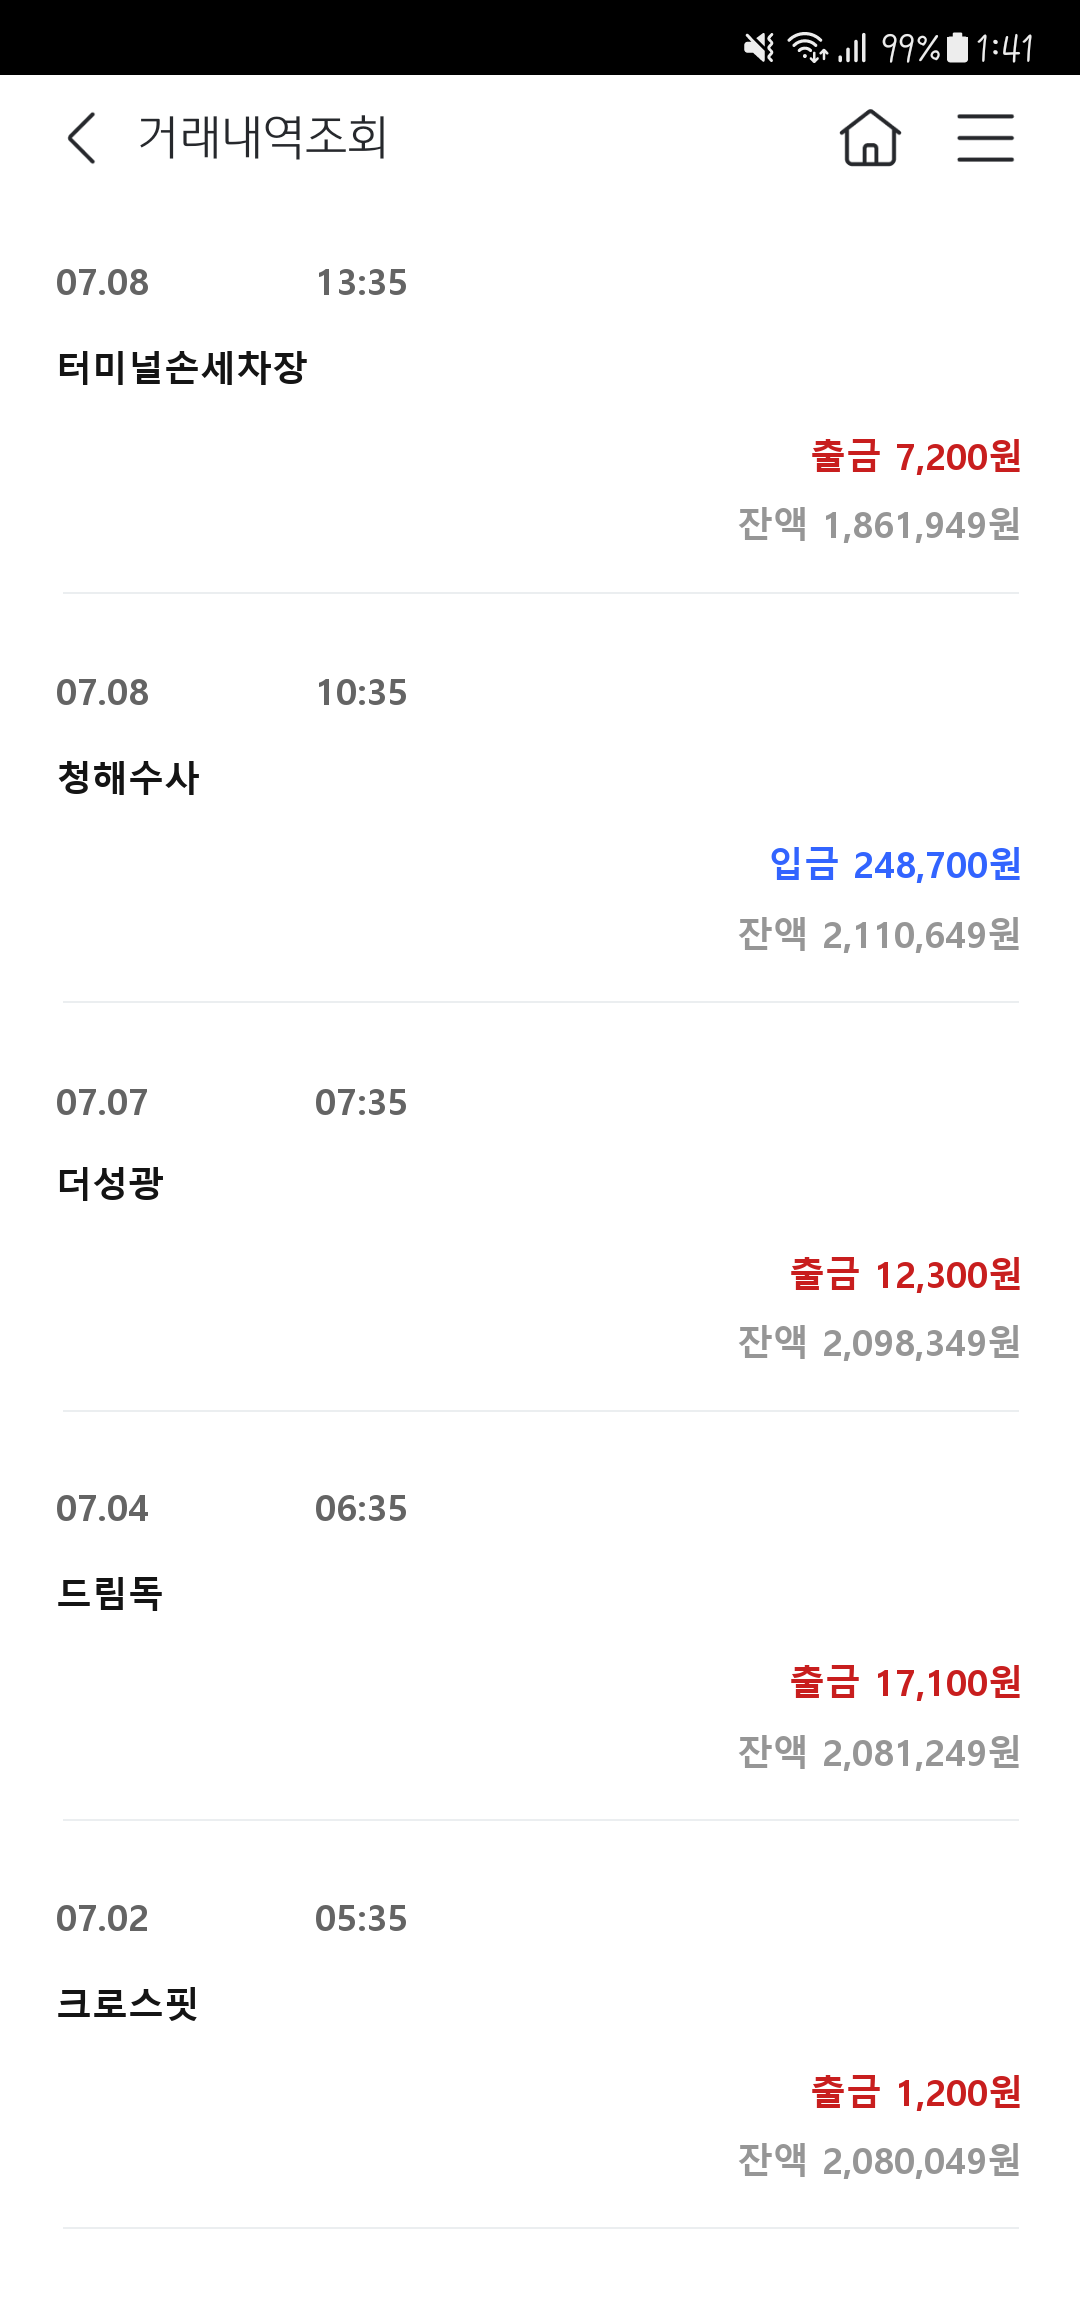 99% 1:41
거래내역조회
07.08 13:35
터미널손세차장
출금 7,200원
잔액 1,861,949원
07.08 10:35
청해수사
입금 248,700원
잔액 2,110,649원
07.07 07:35
더성광
출금 12,300원
잔액 2,098,349원
07.04 06:35
드림독
출금 17,100원
잔액 2,081,249원
07.02 05:35
크로스핏
출금 1,200원
잔액 2,080,049원